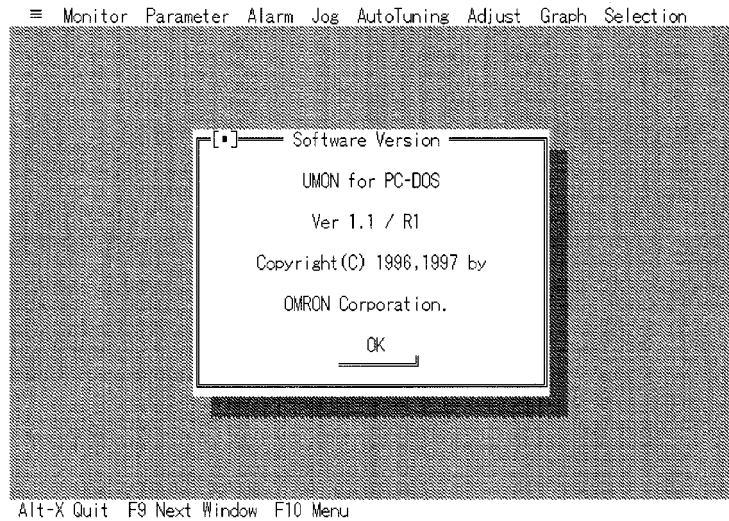 ≡ Monitor Parameter Alarm Jog AutoTuning Adjust Graph Selection
[▪] Software Version
UMON for PC-DOS
Ver 1.1 / R1
Copyright(C) 1996,1997 by
OMRON Corporation.
OK
Alt-X Quit F9 Next Window F10 Menu